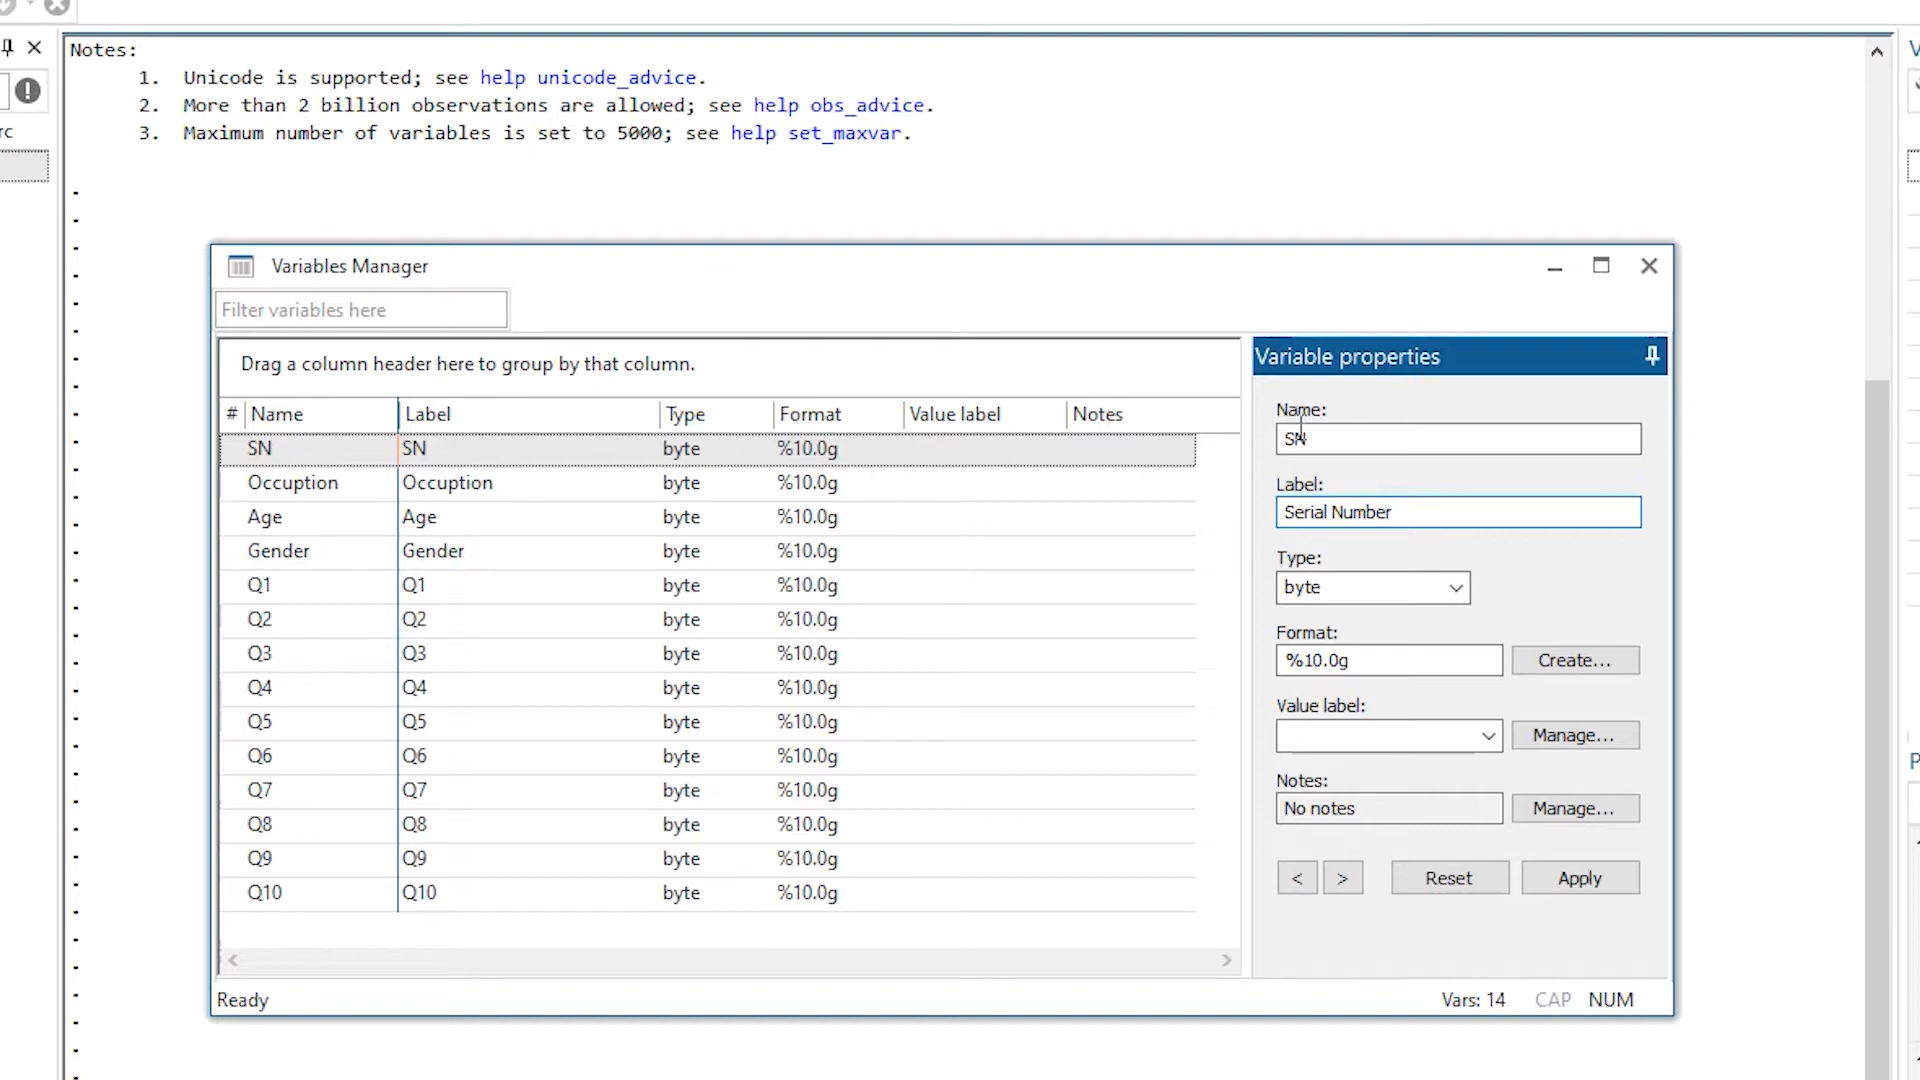 Notes:
1. Unicode is supported; see help unicode_advice.
2. More than 2 billion observations are allowed; see help obs_advice.
3. Maximum number of variables is set to 5000; see help set_maxvar.
Variables Manager
Filter variables here
Drag a column header here to group by that column.
# Name Label Type Format Value label Notes
SN SN byte %10.0g
Occuption Occuption byte %10.0g
Age Age byte %10.0g
Gender Gender byte %10.0g
Q1 Q1 byte %10.0g
Q2 Q2 byte %10.0g
Q3 Q3 byte %10.0g
Q4 Q4 byte %10.0g
Q5 Q5 byte %10.0g
Q6 Q6 byte %10.0g
Q7 Q7 byte %10.0g
Q8 Q8 byte %10.0g
Q9 Q9 byte %10.0g
Q10 Q10 byte %10.0g
Variable properties
Name:
SN
Label:
Serial Number
Type:
byte
Format:
%10.0g Create...
Value label:
Manage...
Notes:
No notes Manage...
< > Reset Apply
Ready Vars: 14 CAP NUM